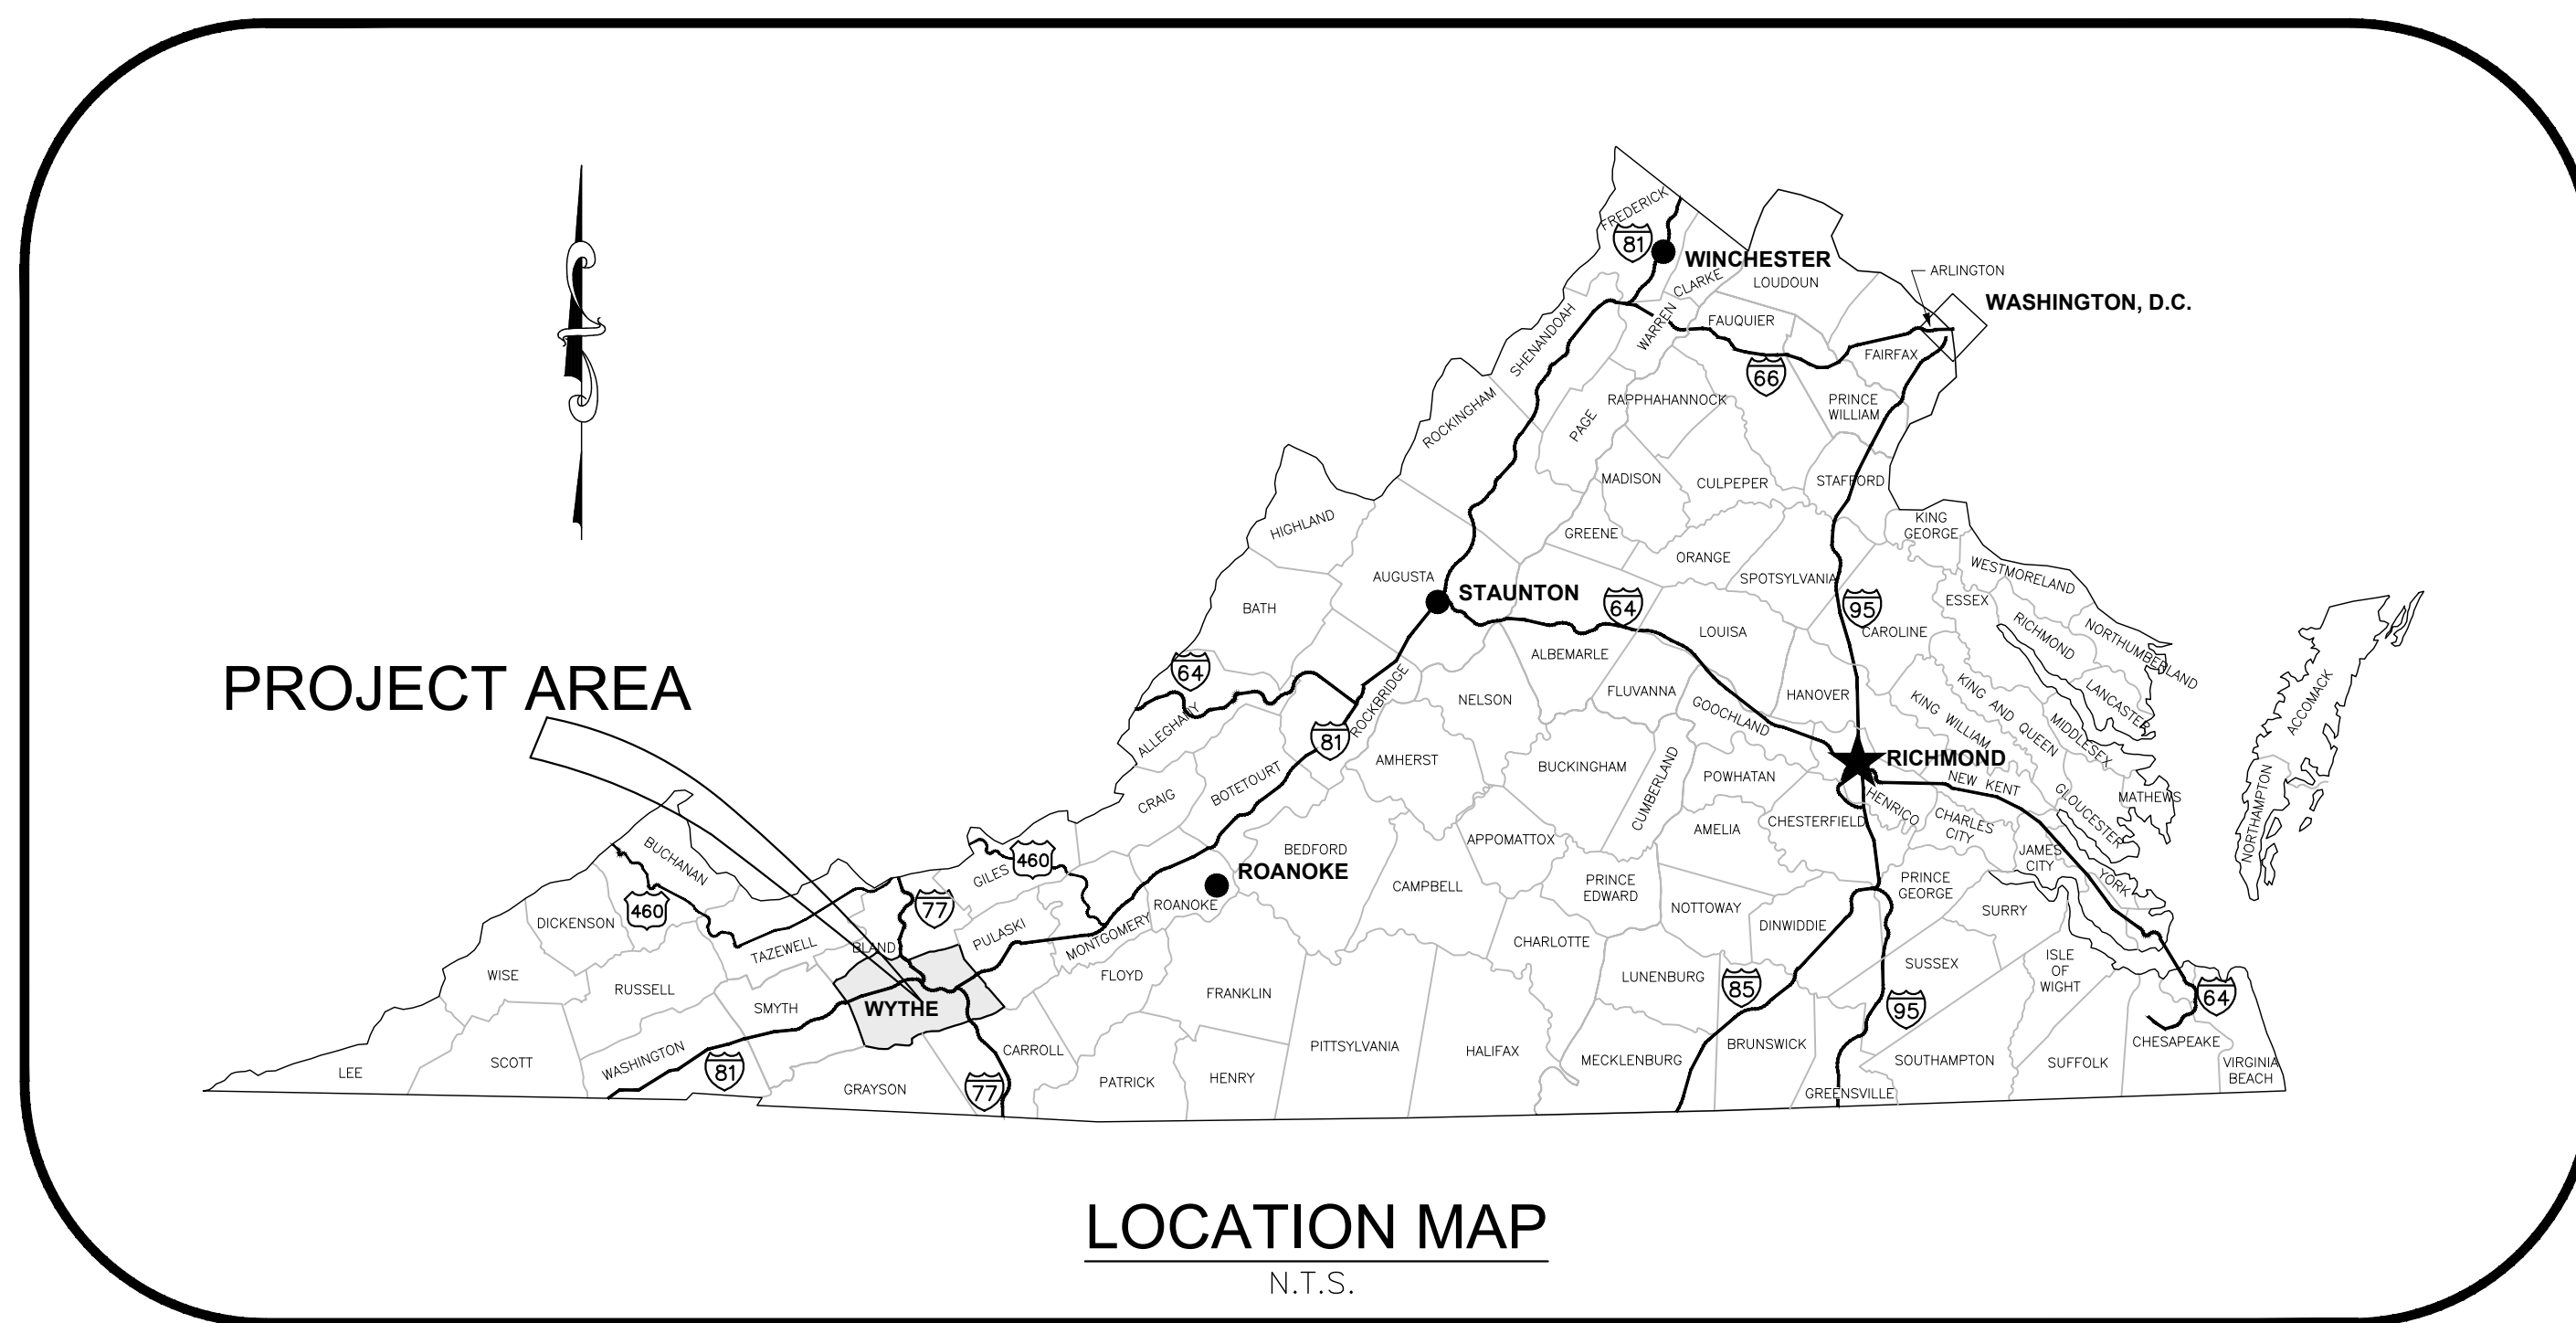 FREDERICK
81
WINCHESTER
CLARKE
LOUDOUN
ARLINGTON
WASHINGTON, D.C.
SHENANDOAH
WARREN
FAUQUIER
FAIRFAX
66
ROCKINGHAM
PAGE
RAPPHAHANNOCK
PRINCE
WILLIAM
MADISON
CULPEPER
STAFFORD
HIGHLAND
GREENE
ORANGE
KING
GEORGE
AUGUSTA
STAUNTON
64
SPOTSYLVANIA
95
WESTMORELAND
BATH
ESSEX
RICHMOND
NORTHUMBERLAND
LOUISA
CAROLINE
ALBEMARLE
PROJECT AREA
64
ROCKBRIDGE
NELSON
FLUVANNA
HANOVER
GOOCHLAND
KING WILLIAM
KING AND QUEEN
LANCASTER
MIDDLESEX
ACCOMACK
ALLEGHANY
81
AMHERST
BUCKINGHAM
CUMBERLAND
POWHATAN
RICHMOND
NEW KENT
CRAIG
BOTETOURT
HENRICO
GLOUCESTER
MATHEWS
NORTHAMPTON
APPOMATTOX
AMELIA
CHESTERFIELD
CHARLES
CITY
JAMES
CITY
BUCHANAN
460
GILES
BEDFORD
ROANOKE
CAMPBELL
PRINCE
EDWARD
PRINCE
GEORGE
YORK
460
77
ROANOKE
NOTTOWAY
SURRY
DICKENSON
TAZEWELL
BLAND
PULASKI
MONTGOMERY
DINWIDDIE
CHARLOTTE
WISE
RUSSELL
FLOYD
LUNENBURG
85
SUSSEX
ISLE
OF
WIGHT
SMYTH
WYTHE
FRANKLIN
95
64
SCOTT
WASHINGTON
81
CARROLL
PITTSYLVANIA
HALIFAX
MECKLENBURG
BRUNSWICK
SOUTHAMPTON
SUFFOLK
CHESAPEAKE
LEE
GRAYSON
77
PATRICK
HENRY
GREENSVILLE
VIRGINIA
BEACH
LOCATION MAP
N.T.S.